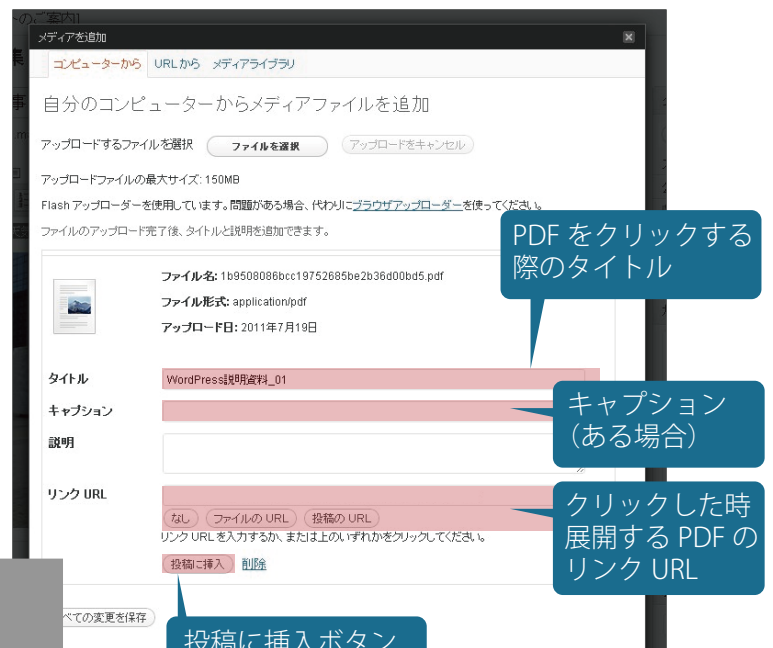 トのご案内]
メディアを追加
コンピューターから URLから メディアライブラリ
自分のコンピューターからメディアファイルを追加
アップロードするファイルを選択 ファイルを選択 アップロードをキャンセル
アップロードファイルの最大サイズ: 150MB
Flash アップローダーを使用しています。問題がある場合、代わりにブラウザアップローダーを使ってください。
ファイルのアップロード完了後、タイトルと説明を追加できます。
PDF をクリックする
際のタイトル
ファイル名: 1b9508086bcc19752685be2b36d00bd5.pdf
ファイル形式: application/pdf
アップロード日: 2011年7月19日
タイトル WordPress説明資料_01
キャプション
キャプション
（ある場合）
説明
リンク URL
クリックした時
展開する PDF の
リンク URL
なし ファイルの URL 投稿の URL
リンク URL を入力するか、または上のいずれかをクリックしてください。
投稿に挿入 削除
べての変更を保存
投稿に挿入ボタン